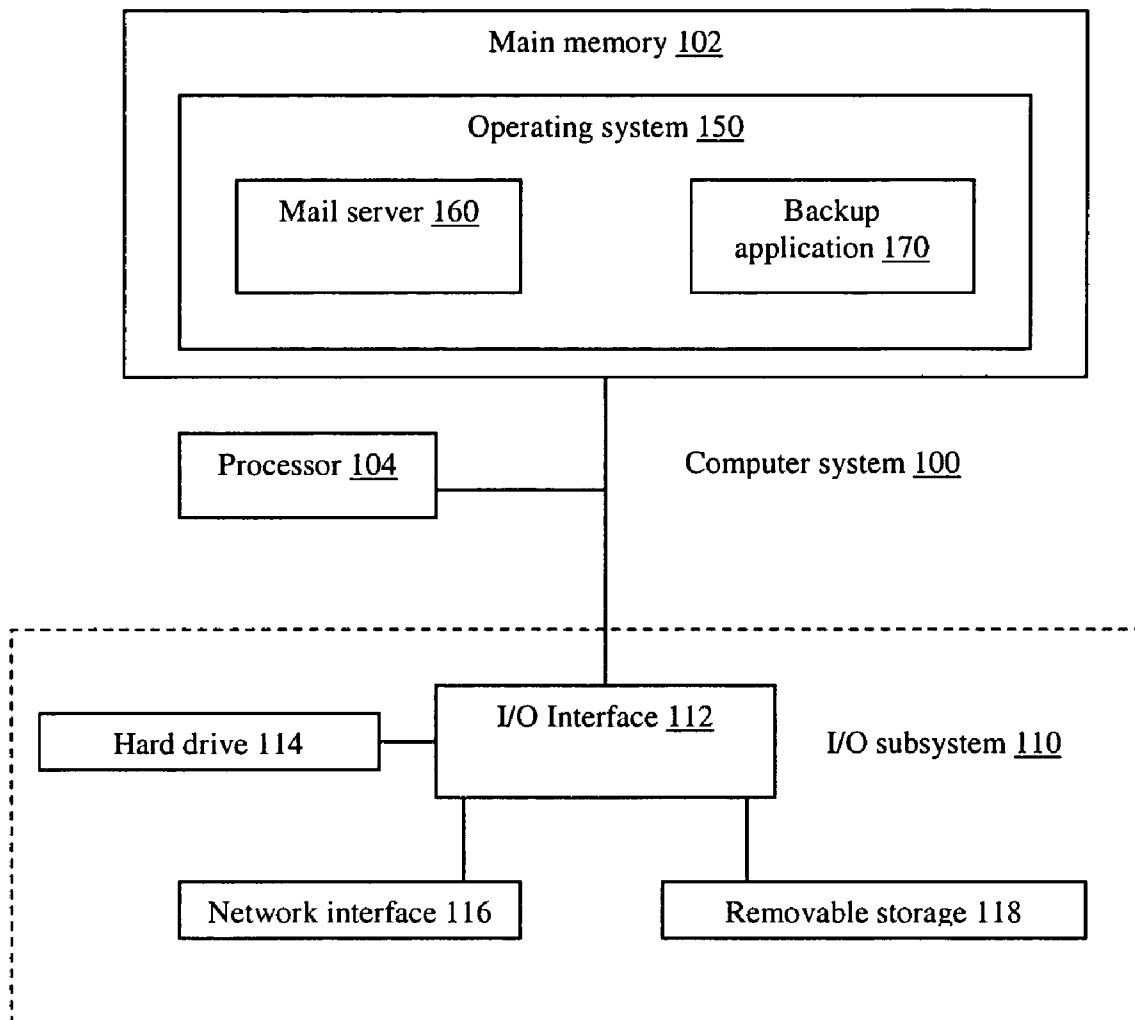 Main memory 102
Operating system 150
Mail server 160
Backup
application 170
Processor 104
Computer system 100
I/O Interface 112
Hard drive 114
I/O subsystem 110
Network interface 116
Removable storage 118